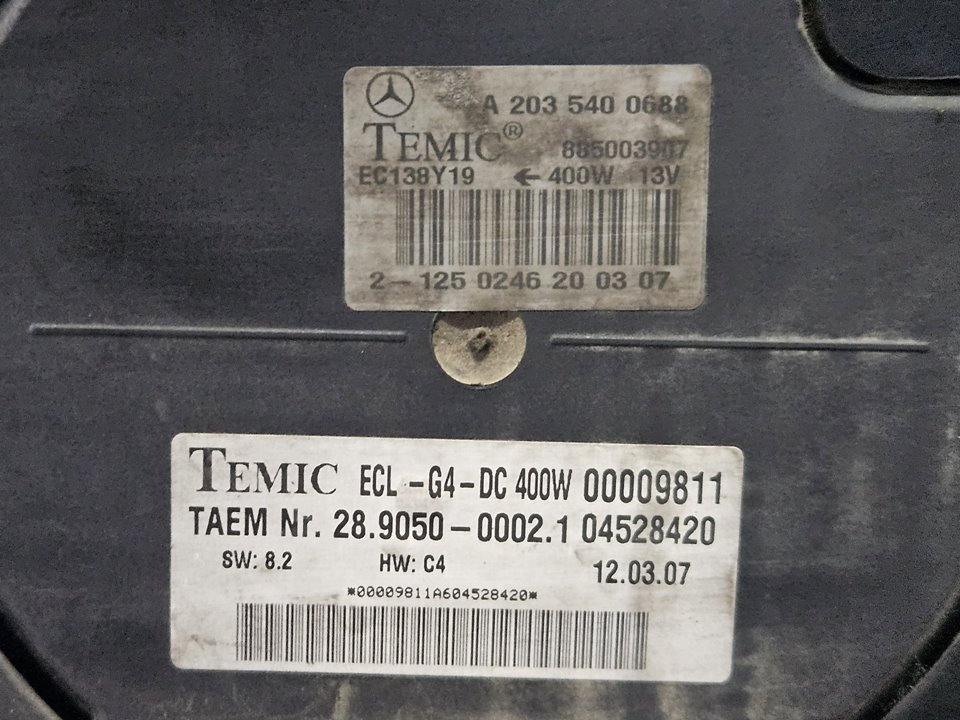 A 203 540 0688
TEMIC® 885003907
EC138Y19 ← 400W 13V
2-125 0246 20 03 07
TEMIC ECL -G4-DC 400W 00009811
TAEM Nr. 28.9050-0002.1 04528420
SW: 8.2 HW: C4 12.03.07
*00009811A604528420*